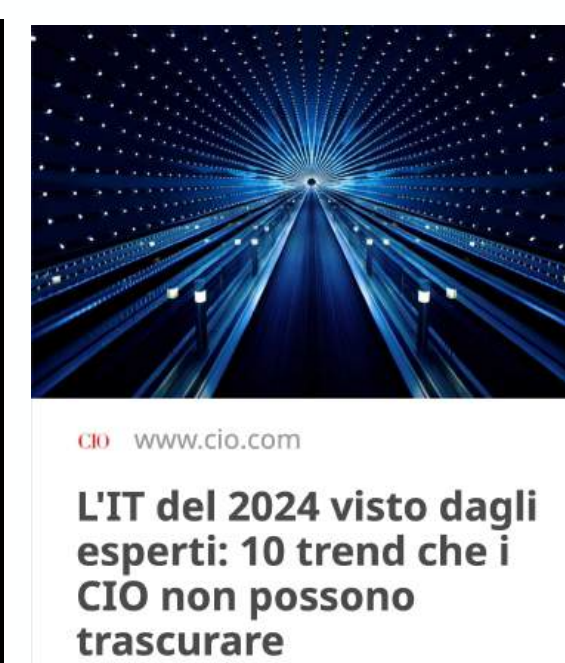 CIO www.cio.com
L'IT del 2024 visto dagli
esperti: 10 trend che i
CIO non possono
trascurare